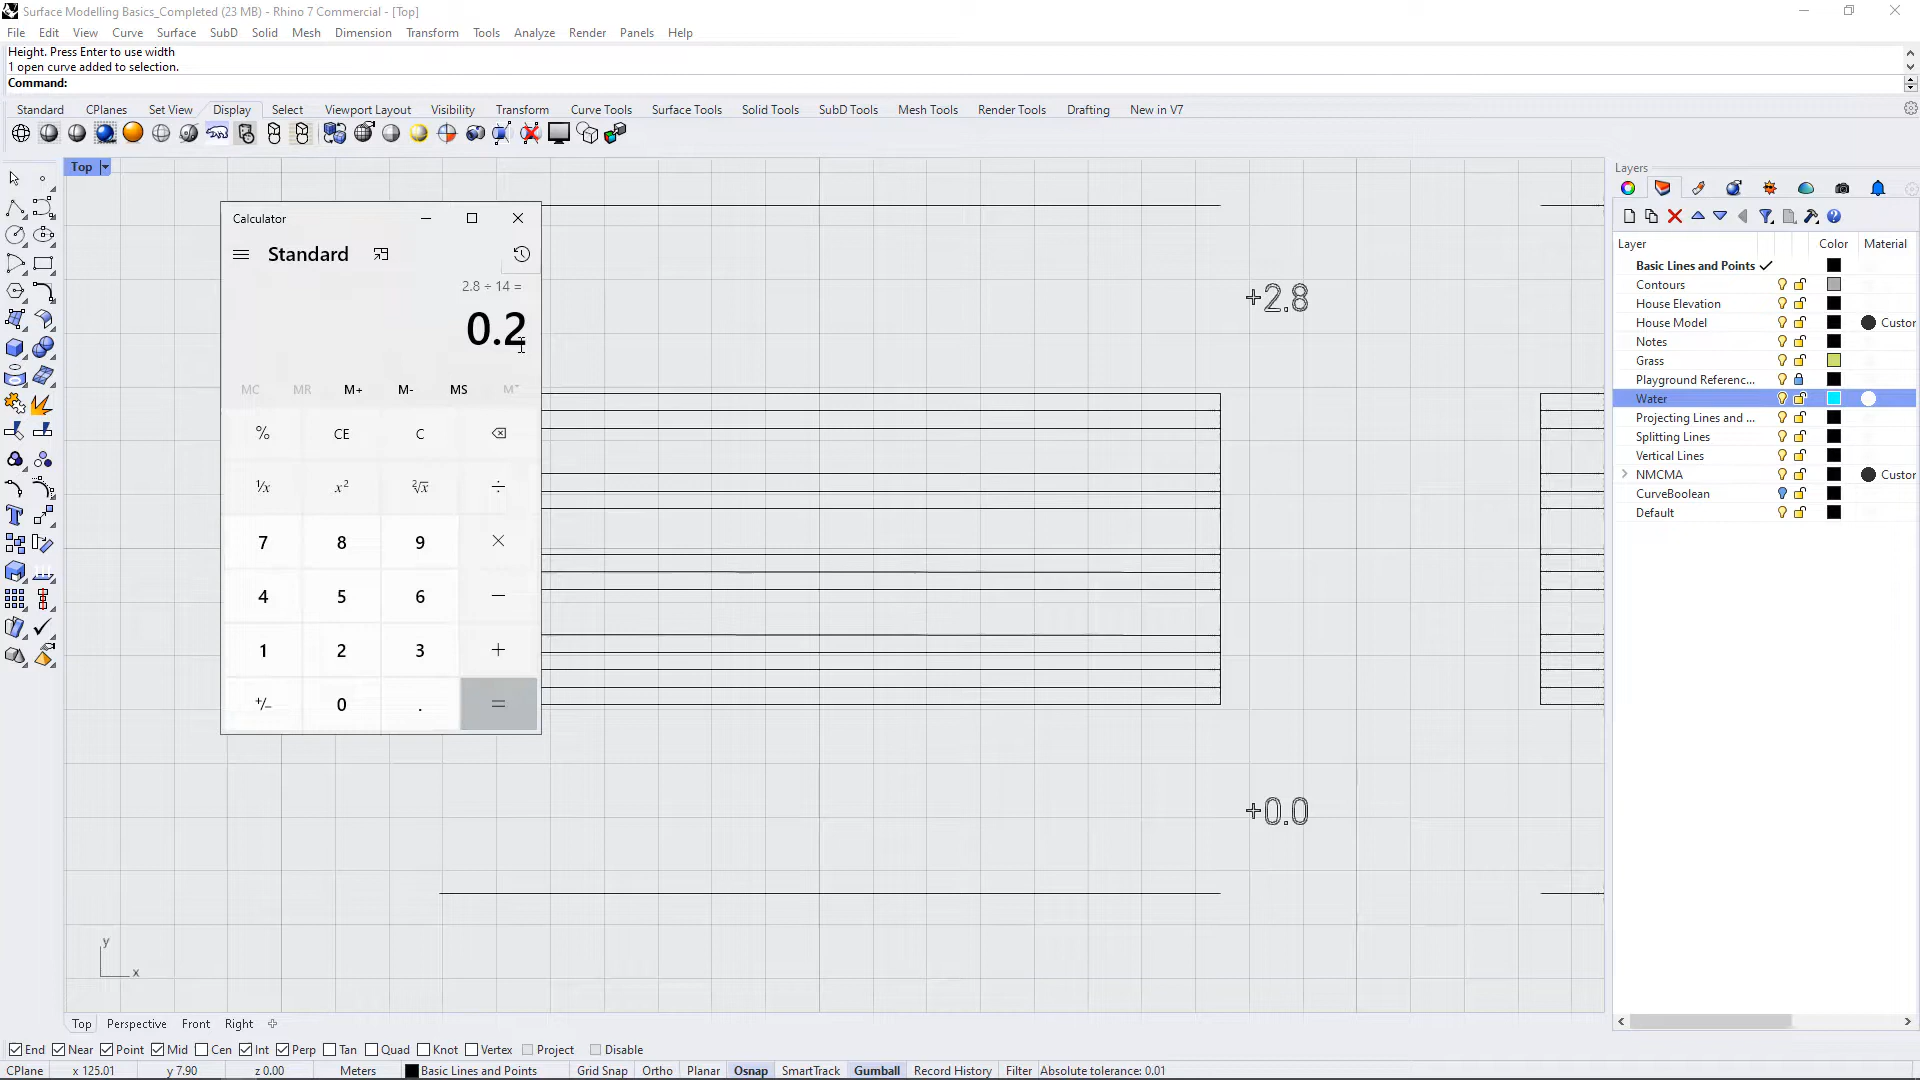 Surface Modelling Basics_Completed (23 MB) - Rhino 7 Commercial - [Top]
File Edit View Curve Surface SubD Solid Mesh Dimension Transform Tools Analyze Render Panels Help
Height. Press Enter to use width
1 open curve added to selection.
Command:
Standard CPlanes Set View Display Select Viewport Layout Visibility Transform Curve Tools Surface Tools Solid Tools SubD Tools Mesh Tools Render Tools Drafting New in V7
Top
Calculator
Standard
2.8 ÷ 14 =
0.2
MC MR M+ M- MS M˅
% CE C
⅟x x² ²√x ÷
7 8 9 ×
4 5 6 −
1 2 3 +
+/− 0 . =
+2.8
+0.0
y
x
Layers
Layer Color Material
Basic Lines and Points
Contours
House Elevation
House Model Custor
Notes
Grass
Playground Referenc...
Water
Projecting Lines and ...
Splitting Lines
Vertical Lines
NMCMA Custor
CurveBoolean
Default
Top Perspective Front Right
End Near Point Mid Cen Int Perp Tan Quad Knot Vertex Project Disable
CPlane x 125.01 y 7.90 z 0.00 Meters Basic Lines and Points Grid Snap Ortho Planar Osnap SmartTrack Gumball Record History Filter Absolute tolerance: 0.01